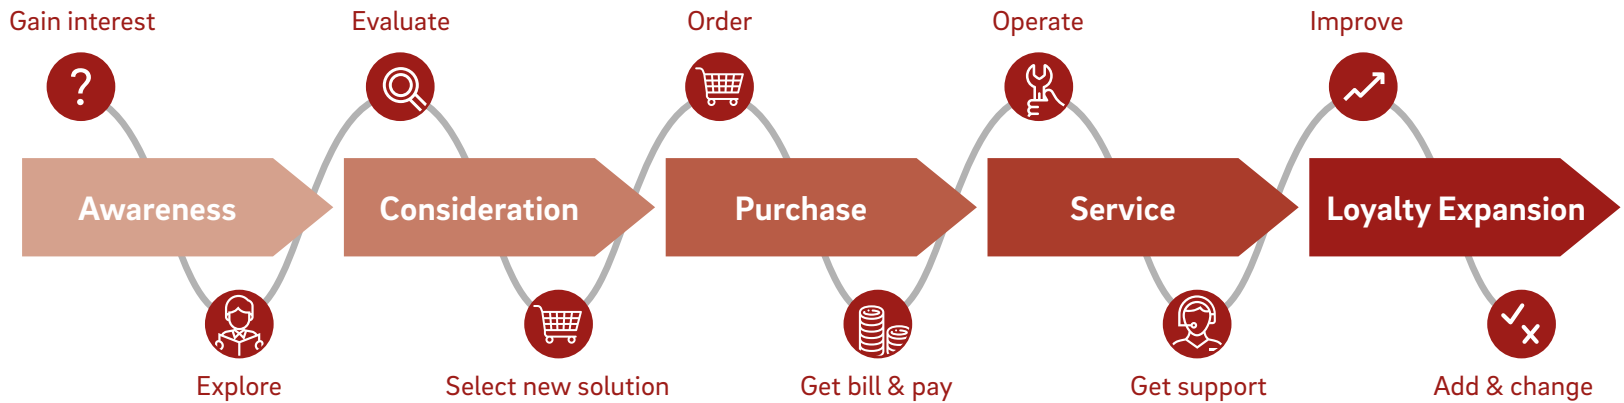 Gain interest
Evaluate
Order
Operate
Improve
?
Awareness
Consideration
Purchase
Service
Loyalty Expansion
Explore
Select new solution
Get bill & pay
Get support
Add & change